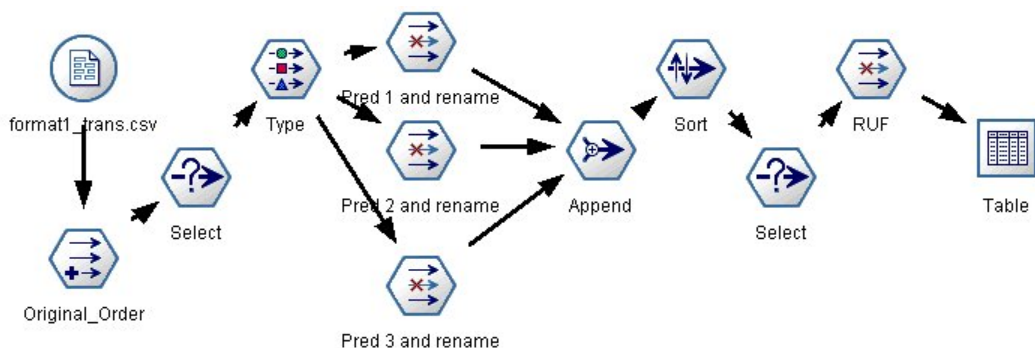 format1_trans.csv
Original_Order
Select
Type
Pred 1 and rename
Pred 2 and rename
Pred 3 and rename
Append
Sort
Select
RUF
Table